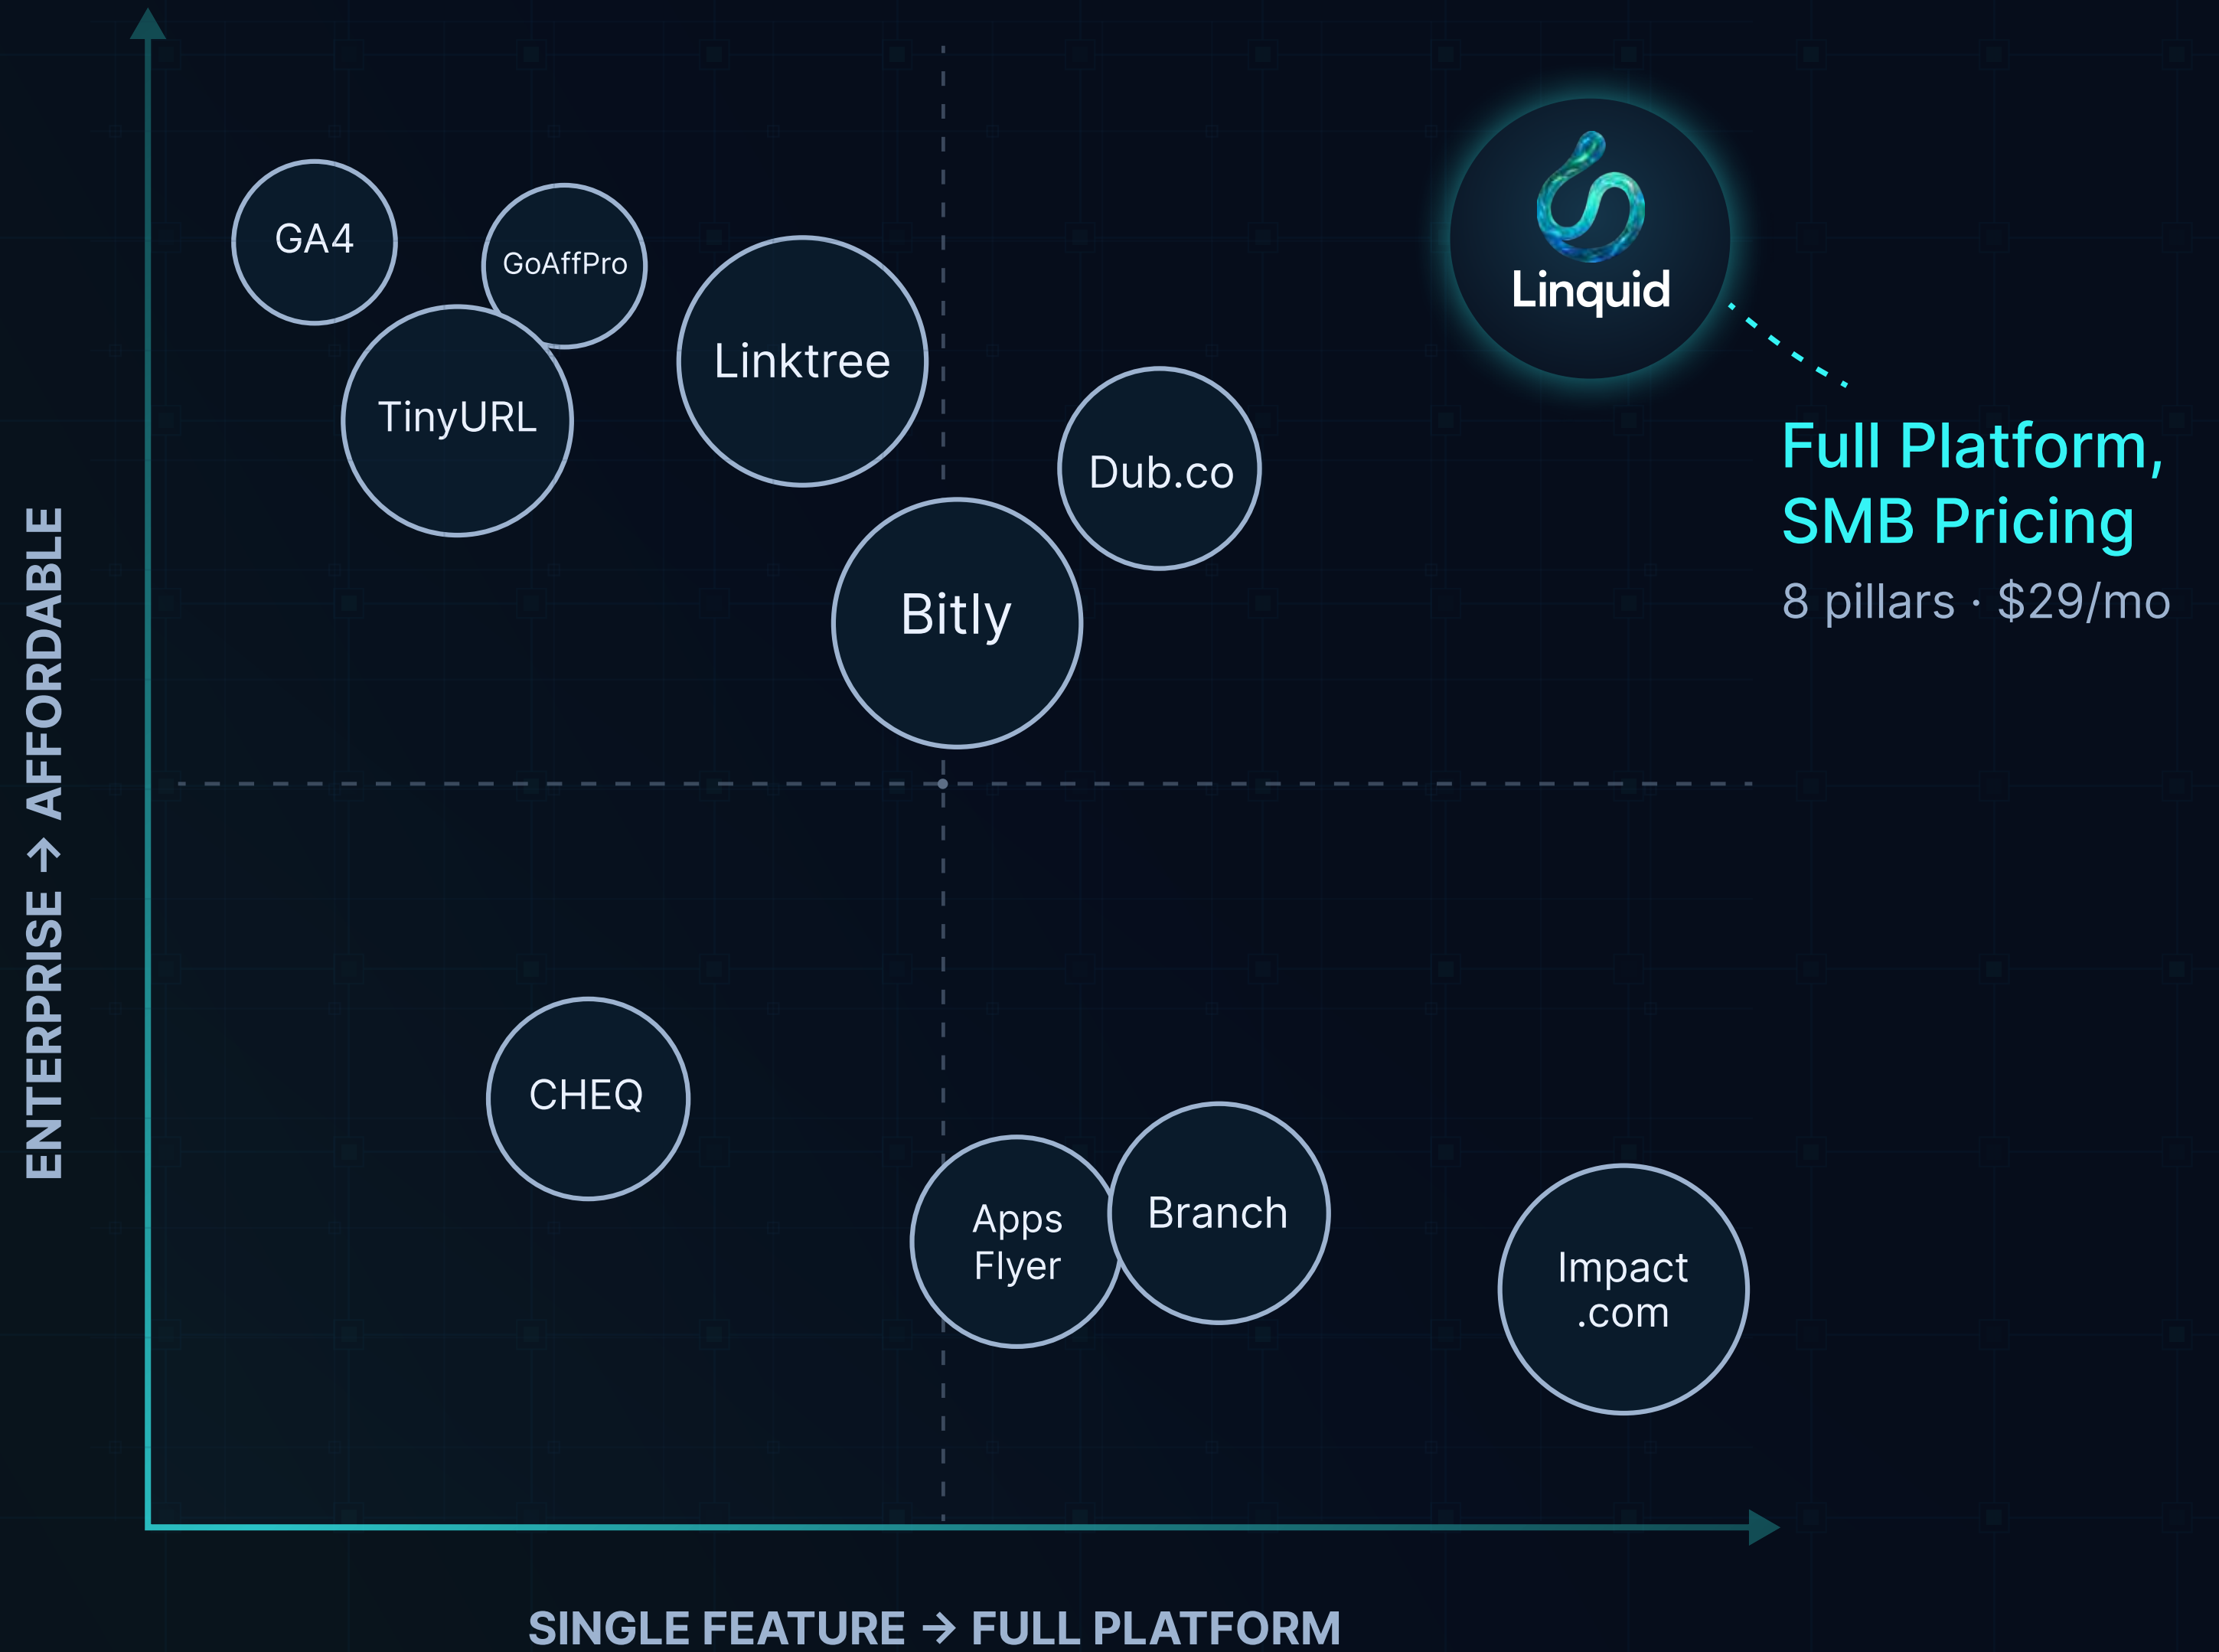 GA4
GoAffPro
TinyURL
Linktree
Dub.co
Bitly
Linquid
Full Platform,
SMB Pricing
8 pillars · $29/mo
ENTERPRISE → AFFORDABLE
CHEQ
Apps
Flyer
Branch
Impact
.com
SINGLE FEATURE → FULL PLATFORM